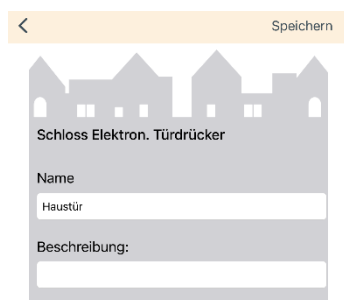 Speichern
Schloss Elektron. Türdrücker
Name
Haustür
Beschreibung: